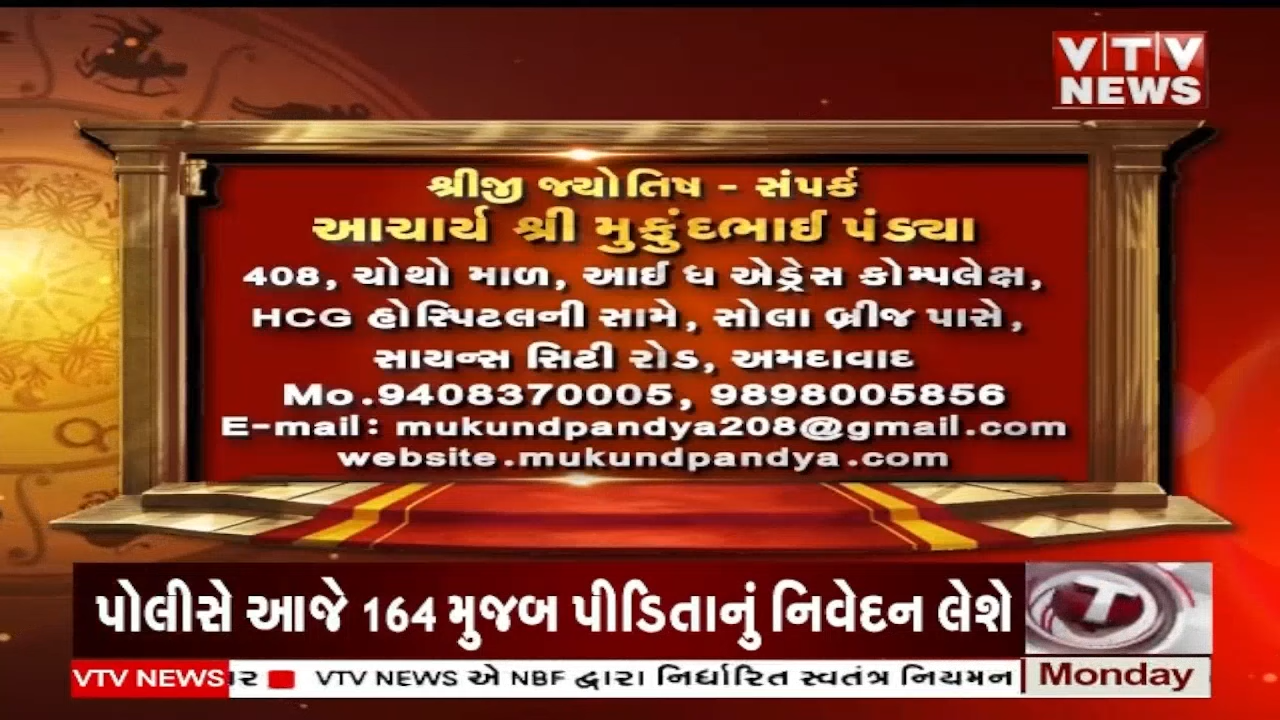 VTV
NEWS
શ્રીજી જ્યોતિષ - સંપર્ક
આચાર્ય શ્રી મુકુંદભાઈ પંડ્યા
408, ચોથો માળ, આઈ ધ એડ્રેસ કોમ્પલેક્ષ,
HCG હોસ્પિટલની સામે, સોલા બ્રીજ પાસે,
સાયન્સ સિટી રોડ, અમદાવાદ
Mo.9408370005, 9898005856
E-mail: mukundpandya208@gmail.com
website.mukundpandya.com
પોલીસે આજે 164 મુજબ પીડિતાનું નિવેદન લેશે
VTV NEWS
VTV NEWS એ NBF દ્વારા નિર્ધારિત સ્વતંત્ર નિયમન
Monday